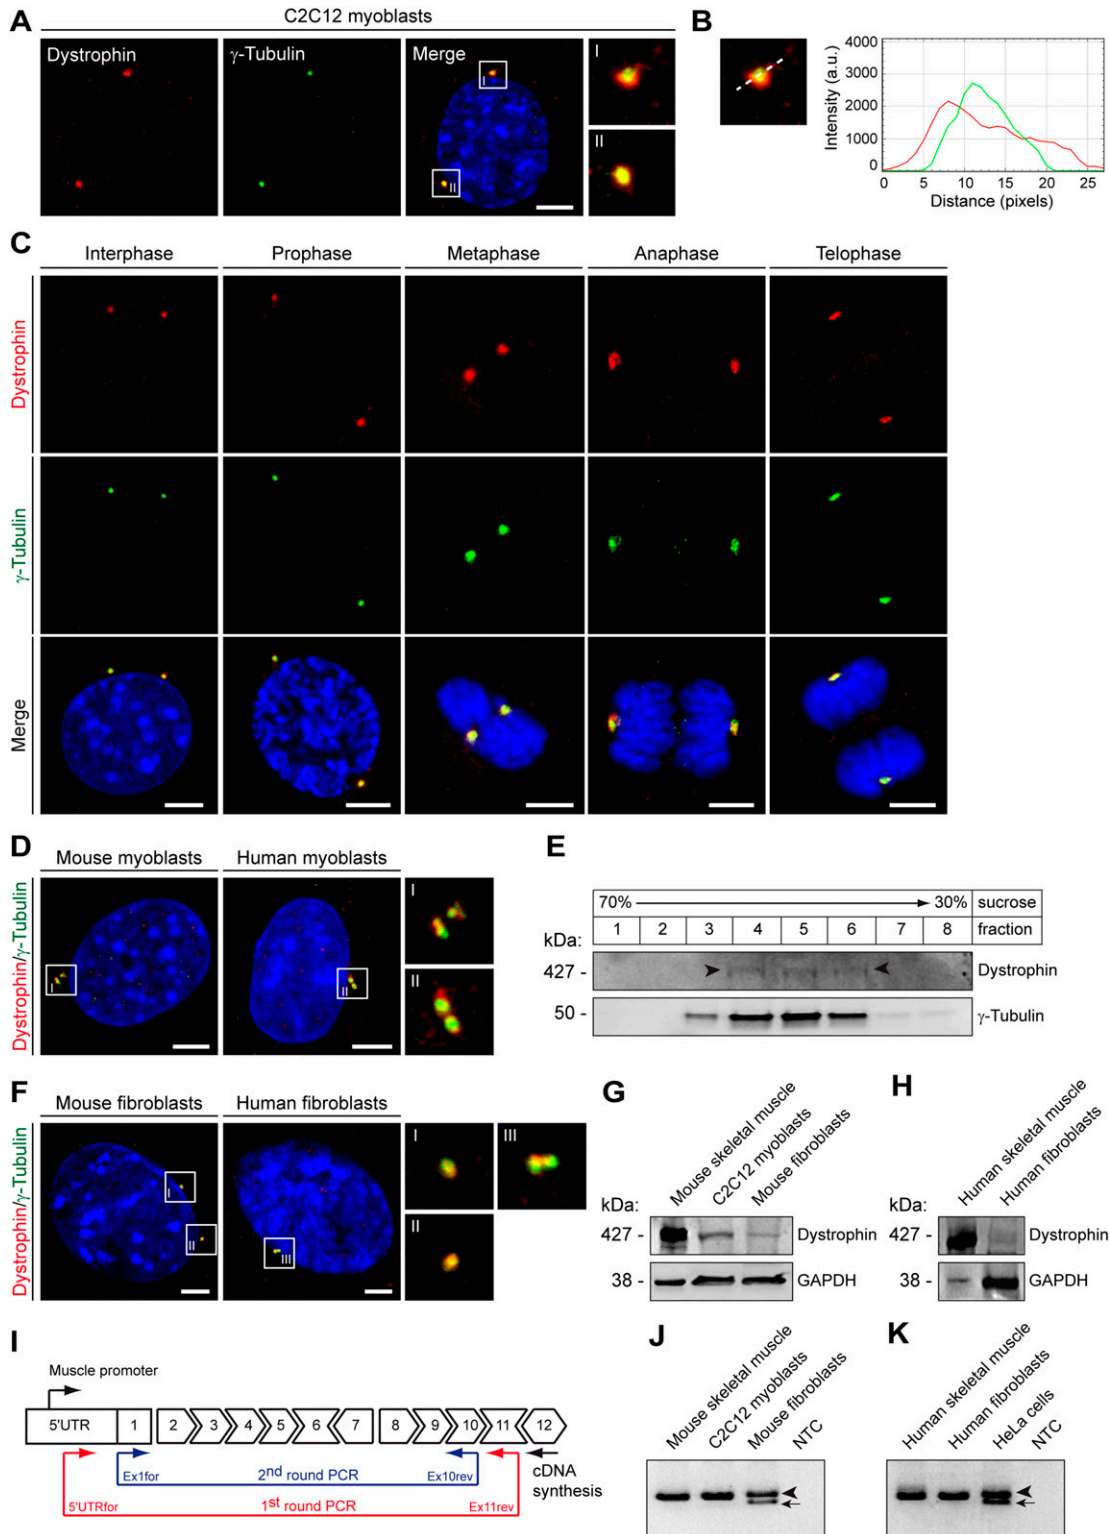 A
C2C12 myoblasts
Dystrophin
γ-Tubulin
Merge
I
II
I
II
B
Intensity (a.u.)
4000
3000
2000
1000
0
0 5 10 15 20 25
Distance (pixels)
C
Interphase Prophase Metaphase Anaphase Telophase
Dystrophin
γ-Tubulin
Merge
D
Mouse myoblasts Human myoblasts
Dystrophin/γ-Tubulin
I
II
I
II
E
70% 30% sucrose
1 2 3 4 5 6 7 8 fraction
kDa:
427 - Dystrophin
50 - γ-Tubulin
F
Mouse fibroblasts Human fibroblasts
Dystrophin/γ-Tubulin
I
II
III
I
III
II
G
Mouse skeletal muscle
C2C12 myoblasts
Mouse fibroblasts
kDa:
427 - Dystrophin
38 - GAPDH
H
Human skeletal muscle
Human fibroblasts
kDa:
427 - Dystrophin
38 - GAPDH
I
Muscle promoter
5'UTR 1 2 3 4 5 6 7 8 9 10 11 12
Ex1for 2nd round PCR Ex10rev
cDNA
synthesis
5'UTRfor 1st round PCR Ex11rev
J
Mouse skeletal muscle
C2C12 myoblasts
Mouse fibroblasts
NTC
K
Human skeletal muscle
Human fibroblasts
HeLa cells
NTC